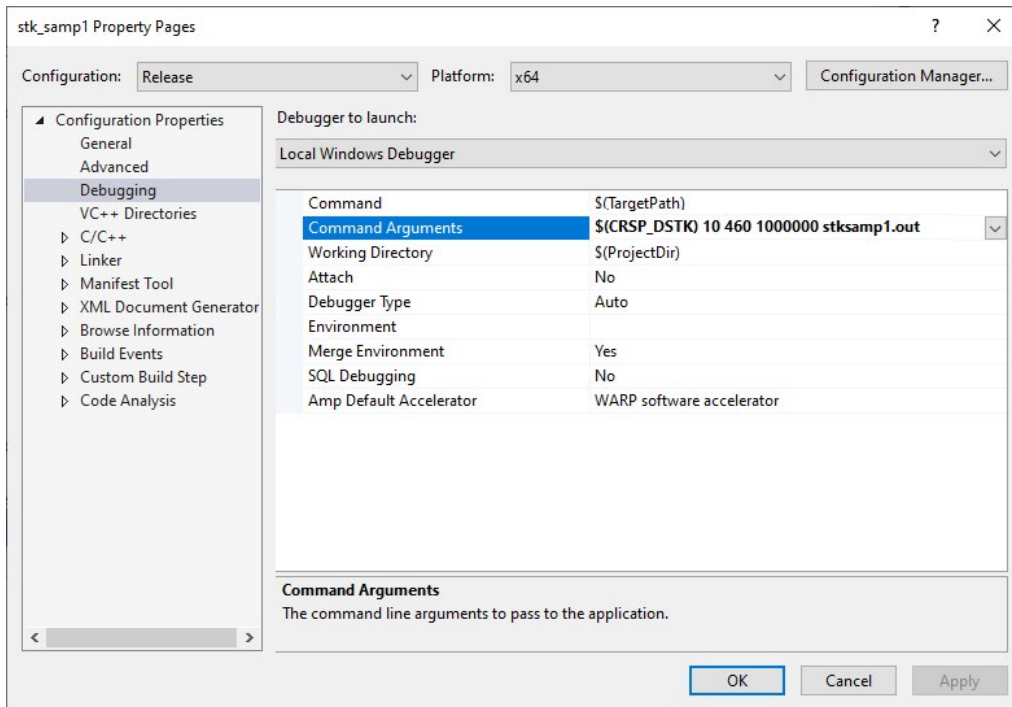 stk_samp1 Property Pages
?
Configuration: Release Platform: x64 Configuration Manager...
Configuration Properties
General
Advanced
Debugging
VC++ Directories
C/C++
Linker
Manifest Tool
XML Document Generator
Browse Information
Build Events
Custom Build Step
Code Analysis
Debugger to launch:
Local Windows Debugger
Command $(TargetPath)
Command Arguments $(CRSP_DSTK) 10 460 1000000 stksamp1.out
Working Directory $(ProjectDir)
Attach No
Debugger Type Auto
Environment
Merge Environment Yes
SQL Debugging No
Amp Default Accelerator WARP software accelerator
Command Arguments
The command line arguments to pass to the application.
OK Cancel Apply